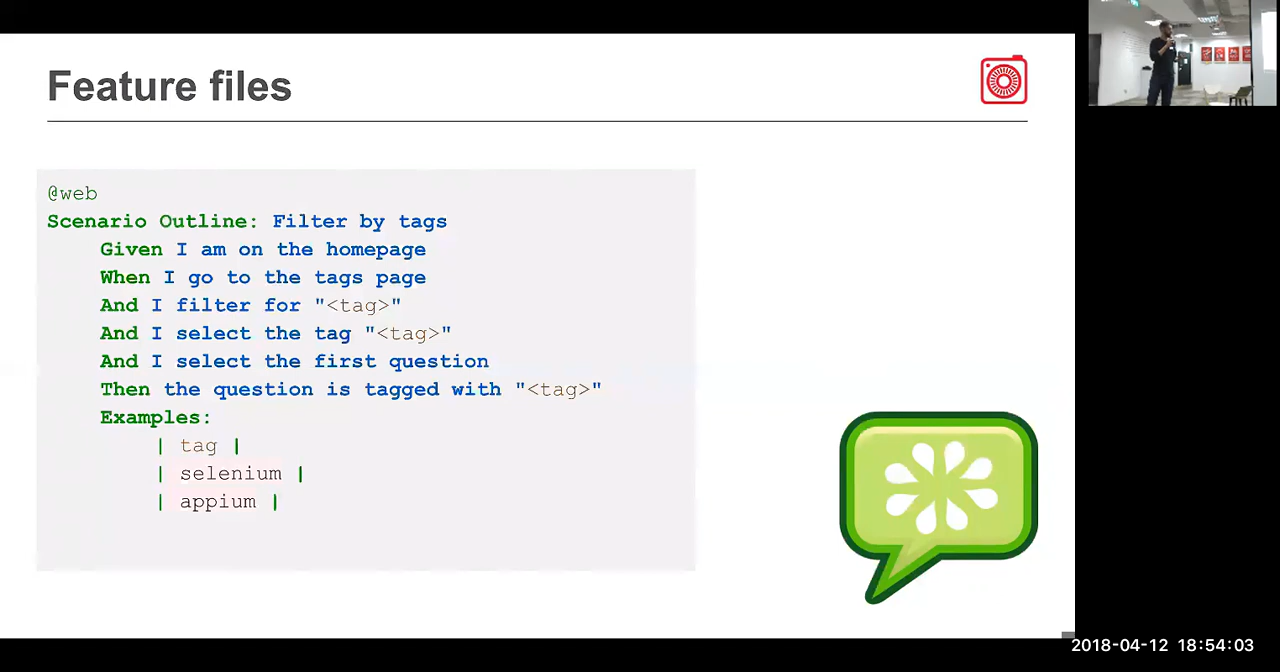 Feature files
@web
Scenario Outline: Filter by tags
Given I am on the homepage
When I go to the tags page
And I filter for "<tag>"
And I select the tag "<tag>"
And I select the first question
Then the question is tagged with "<tag>"
Examples:
| tag |
| selenium |
| appium |
2018-04-12 18:54:03